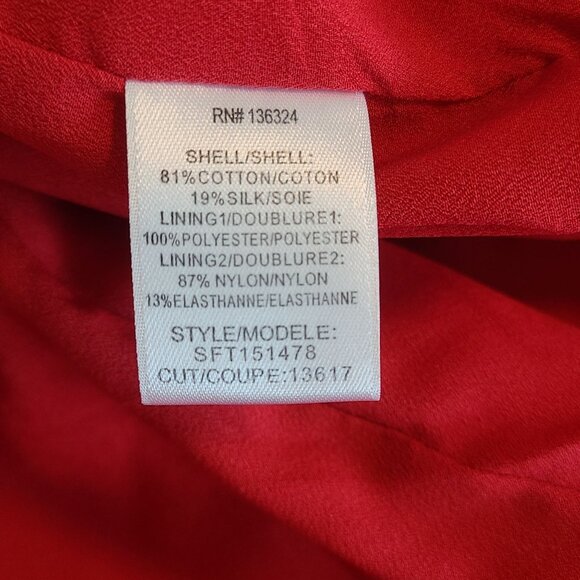 RN# 136324
SHELL/SHELL:
81%COTTON/COTON
19%SILK/SOIE
LINING1/DOUBLURE1:
100%POLYESTER/POLYESTER
LINING2/DOUBLURE2:
87% NYLON/NYLON
13%ELASTHANNE/ELASTHANNE
STYLE/MODELE:
SFT151478
CUT/COUPE:13617